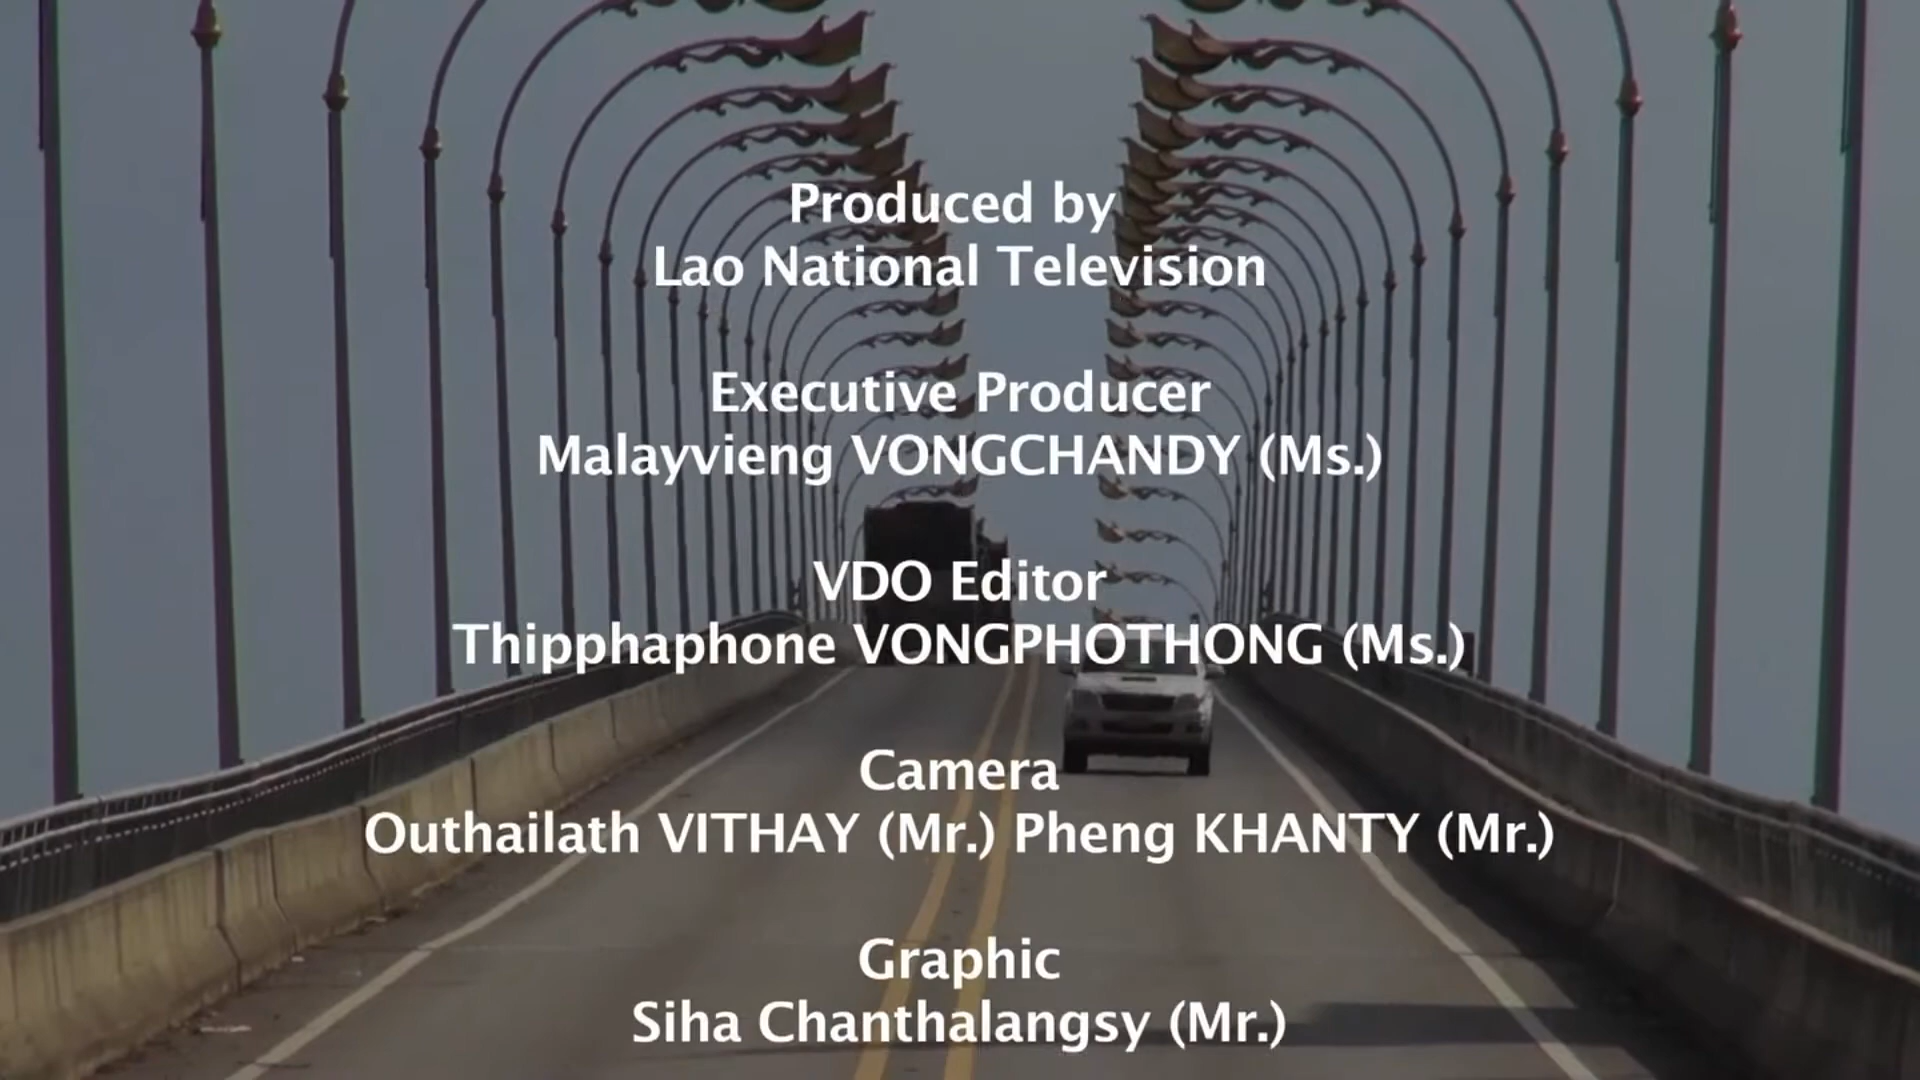 Produced by
Lao National Television
Executive Producer
Malayvieng VONGCHANDY (Ms.)
VDO Editor
Thipphaphone VONGPHOTHONG (Ms.)
Camera
Outhailath VITHAY (Mr.) Pheng KHANTY (Mr.)
Graphic
Siha Chanthalangsy (Mr.)